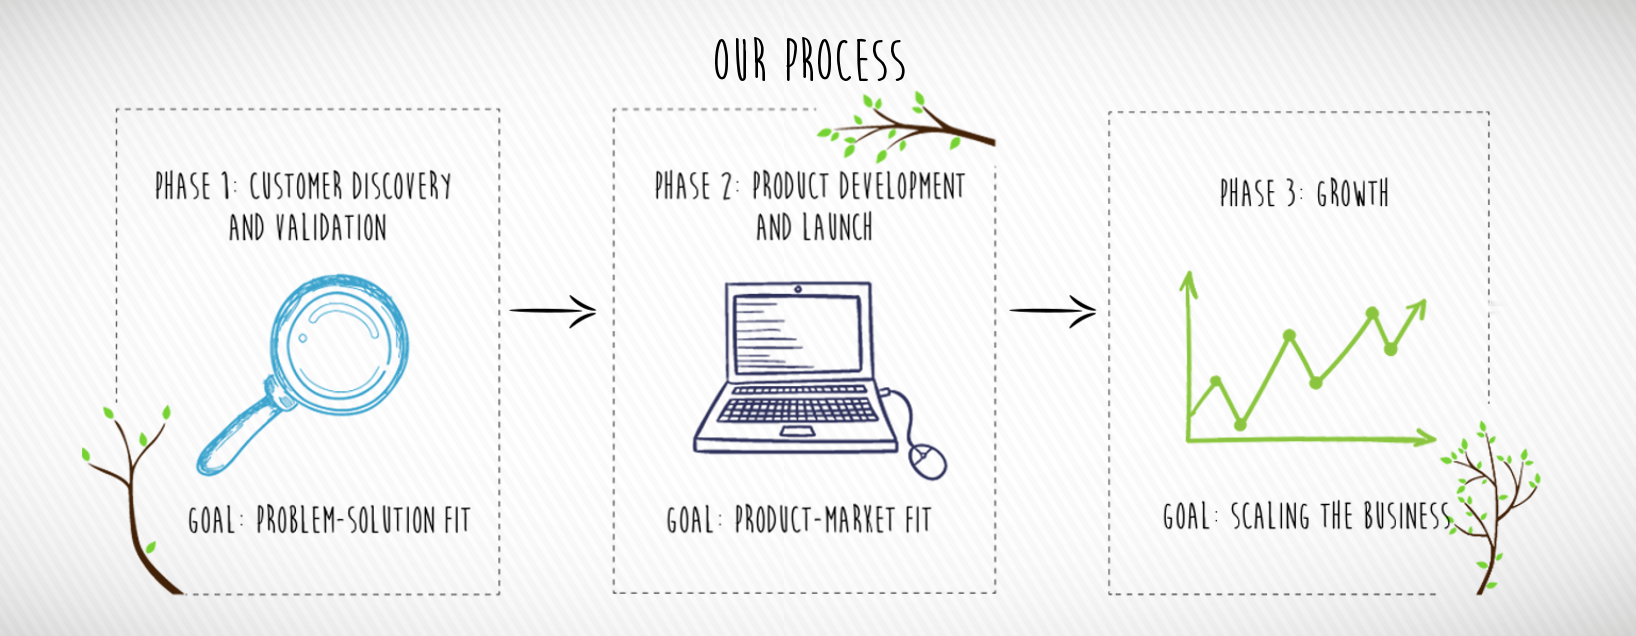 OUR PROCESS
PHASE 1: CUSTOMER DISCOVERY
AND VALIDATION
GOAL: PROBLEM-SOLUTION FIT
PHASE 2: PRODUCT DEVELOPMENT
AND LAUNCH
GOAL: PRODUCT-MARKET FIT
PHASE 3: GROWTH
GOAL: SCALING THE BUSINESS